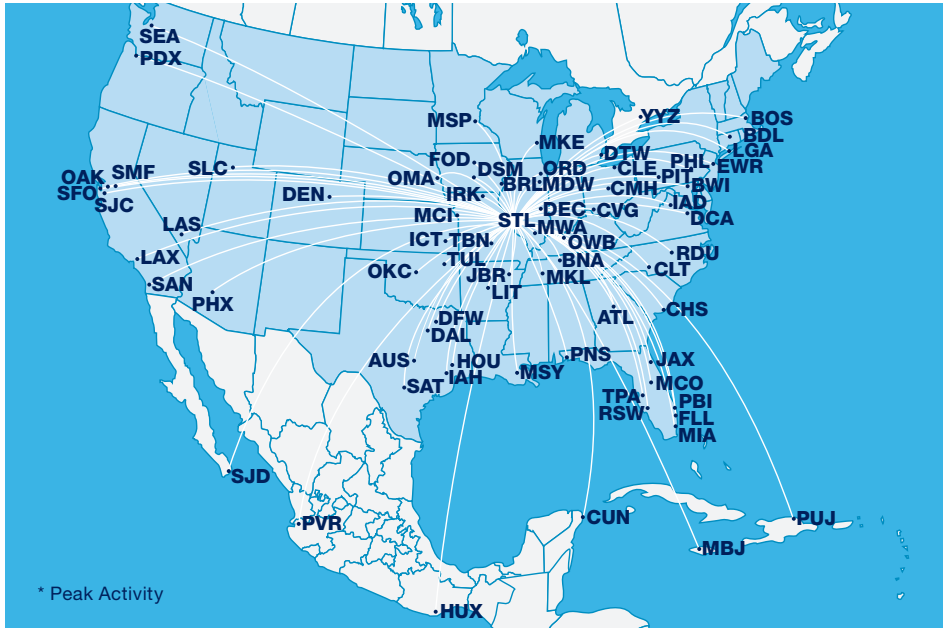 SEA
PDX
MSP
YYZ
BOS
BDL
MKE
LGA
DTW
FOD
DSM
ORD
CLE
PHL
EWR
SLC
OAK
SMF
OMA
BRL
MDW
PIT
SFO
DEN
IRK
CMH
BWI
SJC
MCI
STL
DEC
CVG
IAD
DCA
LAS
ICT
TBN
MWA
OWB
LAX
TUL
BNA
RDU
OKC
JBR
MKL
CLT
SAN
LIT
PHX
DFW
ATL
CHS
DAL
AUS
HOU
PNS
JAX
IAH
MSY
SAT
MCO
TPA
PBI
RSW
FLL
MIA
SJD
PVR
CUN
PUJ
MBJ
* Peak Activity
HUX